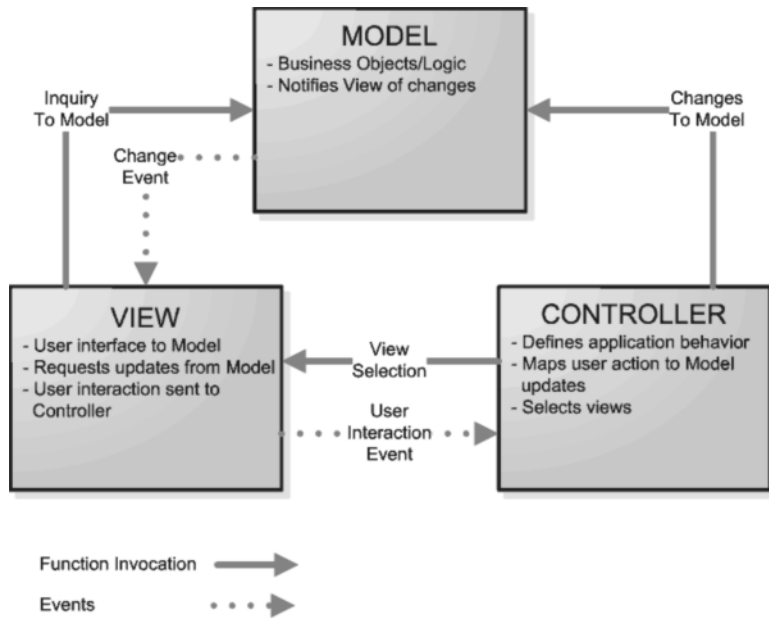 MODEL
- Business Objects/Logic
- Notifies View of changes
Inquiry
To Model
Changes
To Model
Change
Event
VIEW
- User interface to Model
- Requests updates from Model
- User interaction sent to
Controller
View
Selection
User
Interaction
Event
CONTROLLER
- Defines application behavior
- Maps user action to Model
updates
- Selects views
Function Invocation
Events